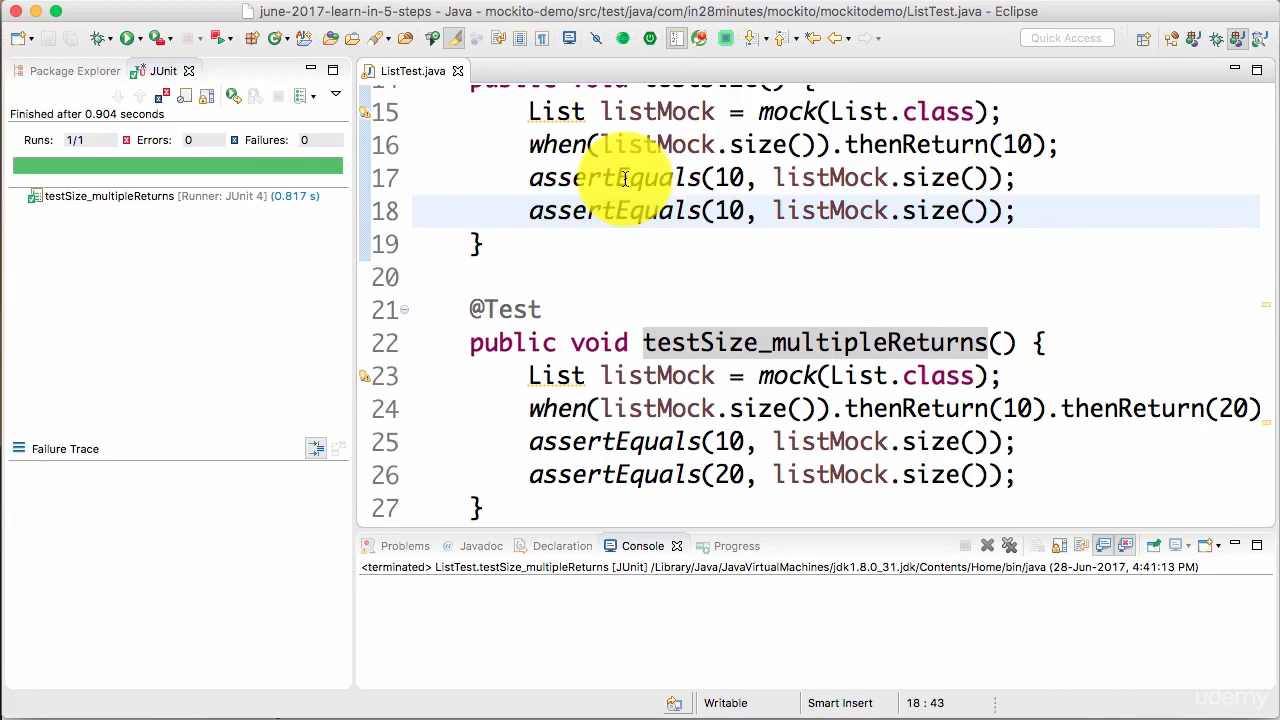 june-2017-learn-in-5-steps - Java - mockito-demo/src/test/java/com/in28minutes/mockito/mockitodemo/ListTest.java - Eclipse
Quick Access
Package Explorer JUnit
Finished after 0.904 seconds
Runs: 1/1 Errors: 0 Failures: 0
testSize_multipleReturns [Runner: JUnit 4] (0.817 s)
Failure Trace
ListTest.java
15 List listMock = mock(List.class);
16 when(listMock.size()).thenReturn(10);
17 assertEquals(10, listMock.size());
18 assertEquals(10, listMock.size());
19 }
20
21 @Test
22 public void testSize_multipleReturns() {
23 List listMock = mock(List.class);
24 when(listMock.size()).thenReturn(10).thenReturn(20)
25 assertEquals(10, listMock.size());
26 assertEquals(20, listMock.size());
27 }
Problems @ Javadoc Declaration Console Progress
<terminated> ListTest.testSize_multipleReturns [JUnit] /Library/Java/JavaVirtualMachines/jdk1.8.0_31.jdk/Contents/Home/bin/java (28-Jun-2017, 4:41:13 PM)
Writable Smart Insert 18 : 43
udemy